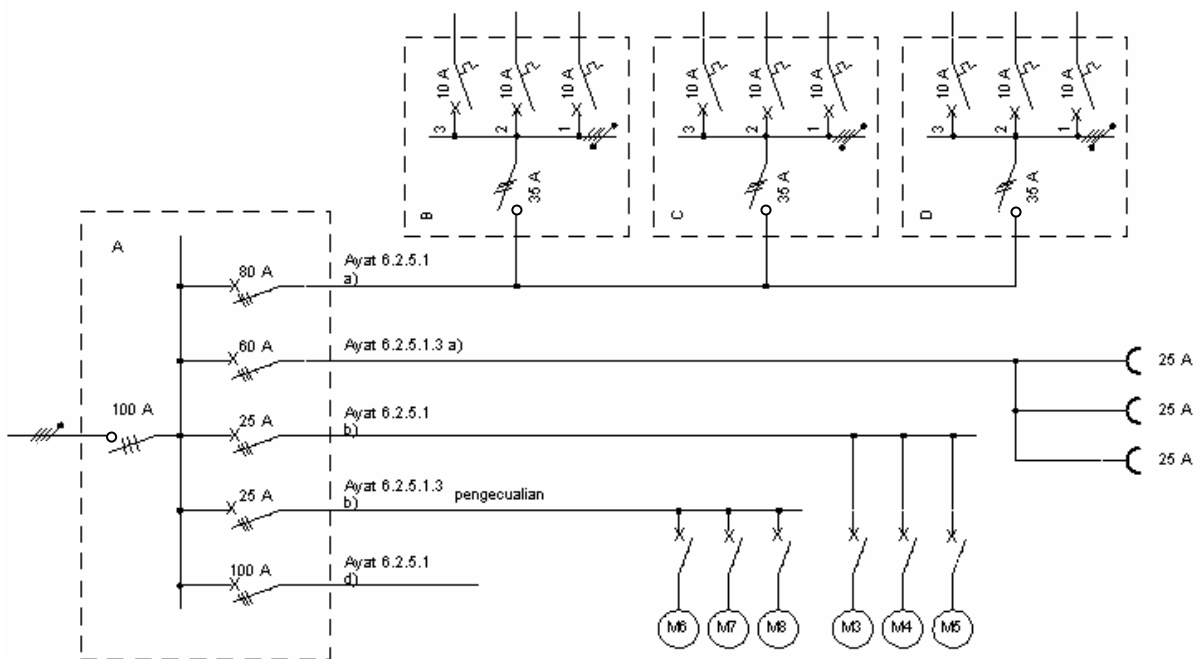 10 A
10 A
10 A
10 A
10 A
10 A
10 A
10 A
10 A
3
2
1
3
2
1
3
2
1
35 A
35 A
35 A
B
C
D
A
80 A
Ayat 6.2.5.1
a)
60 A
Ayat 6.2.5.1.3 a)
25 A
100 A
25 A
Ayat 6.2.5.1
b)
25 A
25 A
25 A
Ayat 6.2.5.1.3
b)
pengecualian
100 A
Ayat 6.2.5.1
d)
M6
M7
M8
M3
M4
M5